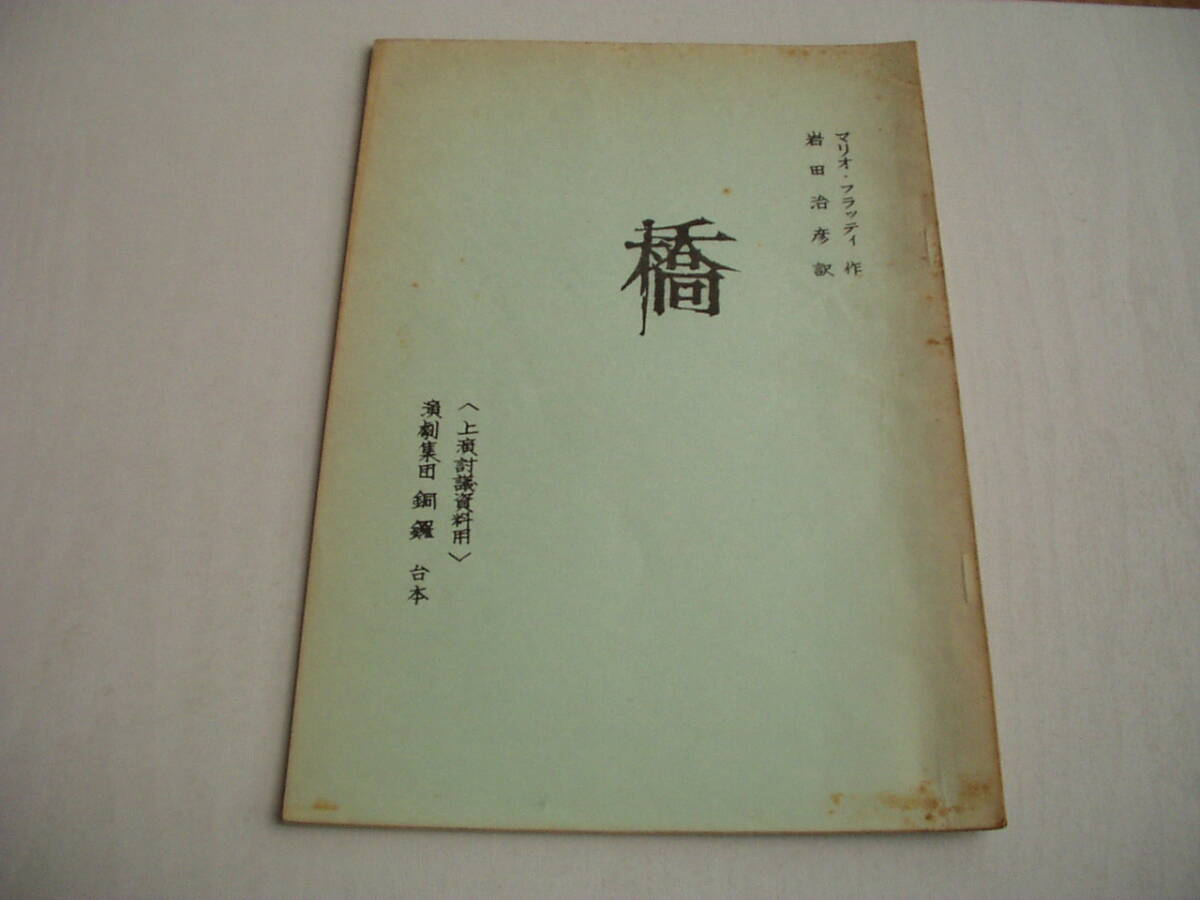 マリオ・フラッティ 作
岩田治彦 訳
橋
〈上演討議資料用〉
演劇集団 銅鑼 台本